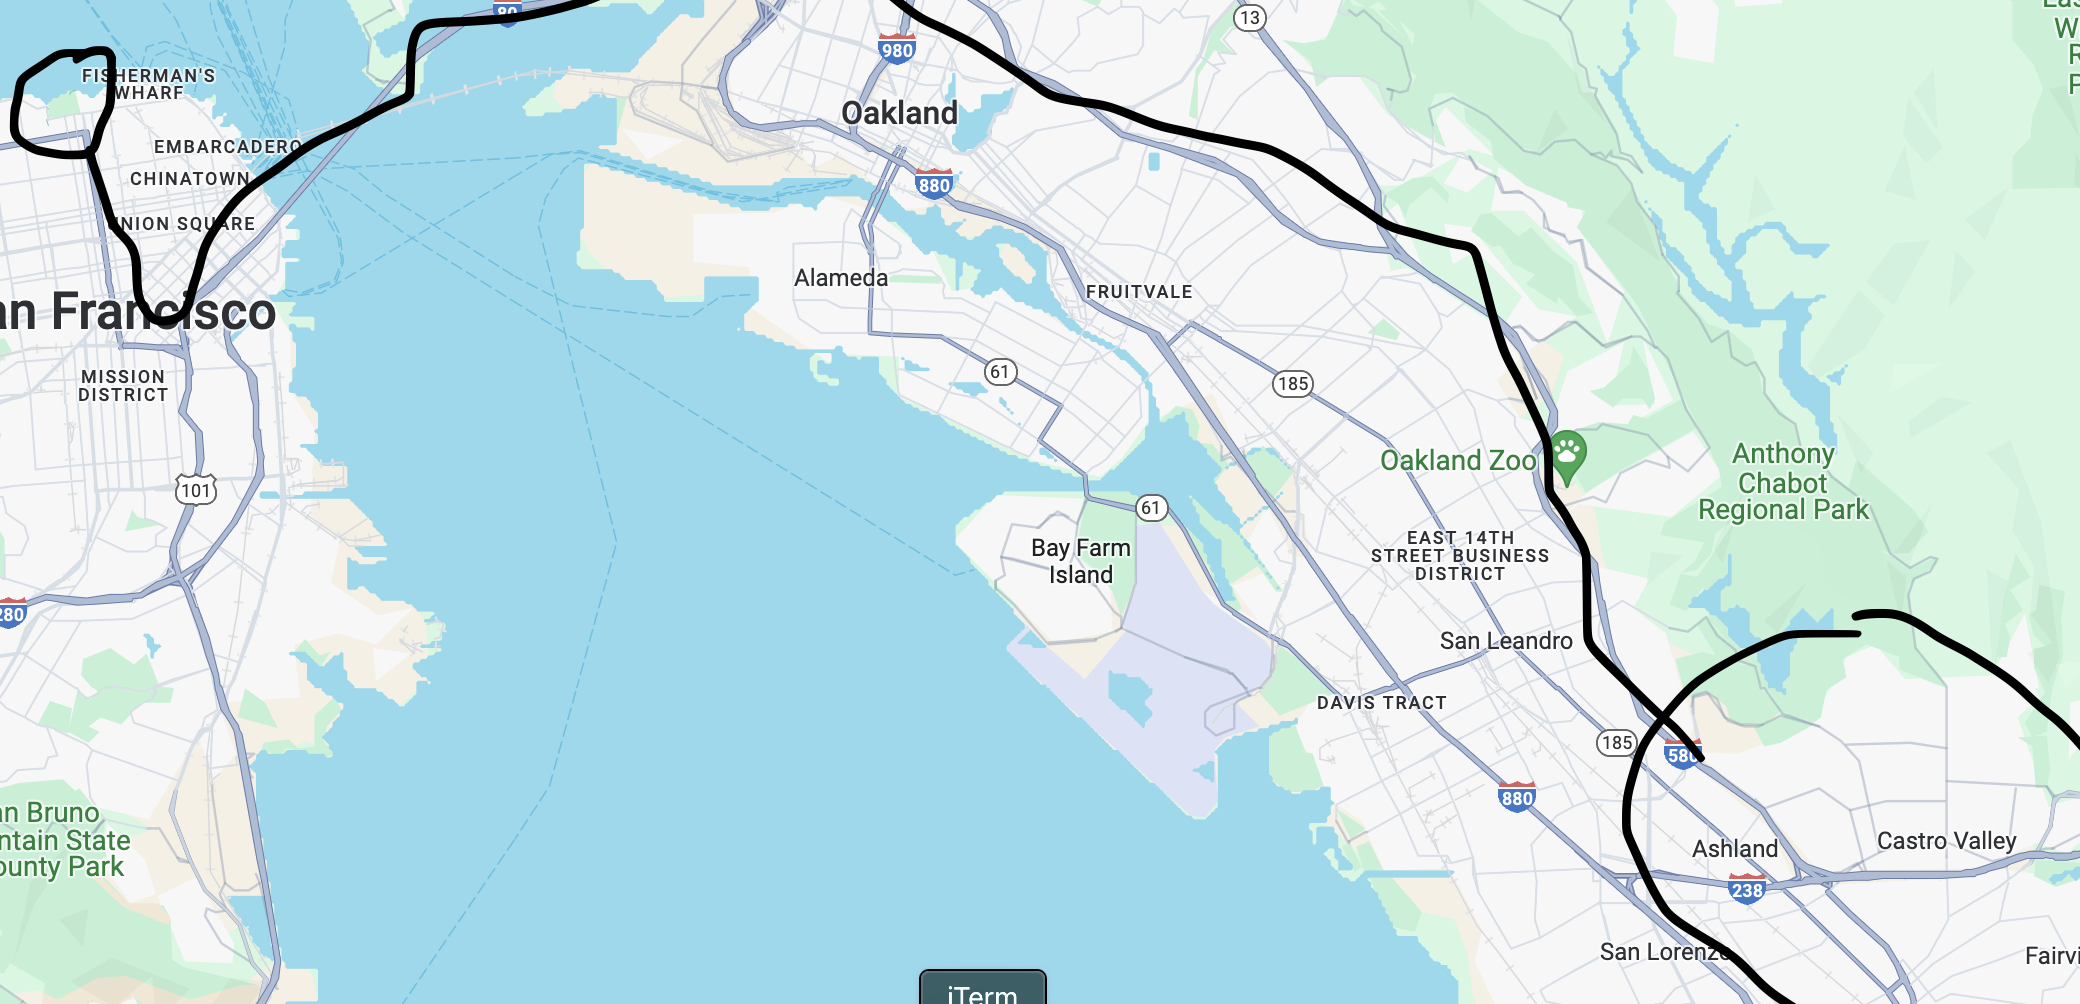 80
13
980
FISHERMAN'S
WHARF
Oakland
EMBARCADERO
CHINATOWN
880
UNION SQUARE
Alameda
FRUITVALE
an Francisco
61
185
MISSION
DISTRICT
Oakland Zoo
Anthony
Chabot
Regional Park
101
61
Bay Farm
Island
EAST 14TH
STREET BUSINESS
DISTRICT
280
San Leandro
DAVIS TRACT
185
580
880
an Bruno
ntain State
ounty Park
Ashland
Castro Valley
238
San Lorenzo
Fairvi
iTerm